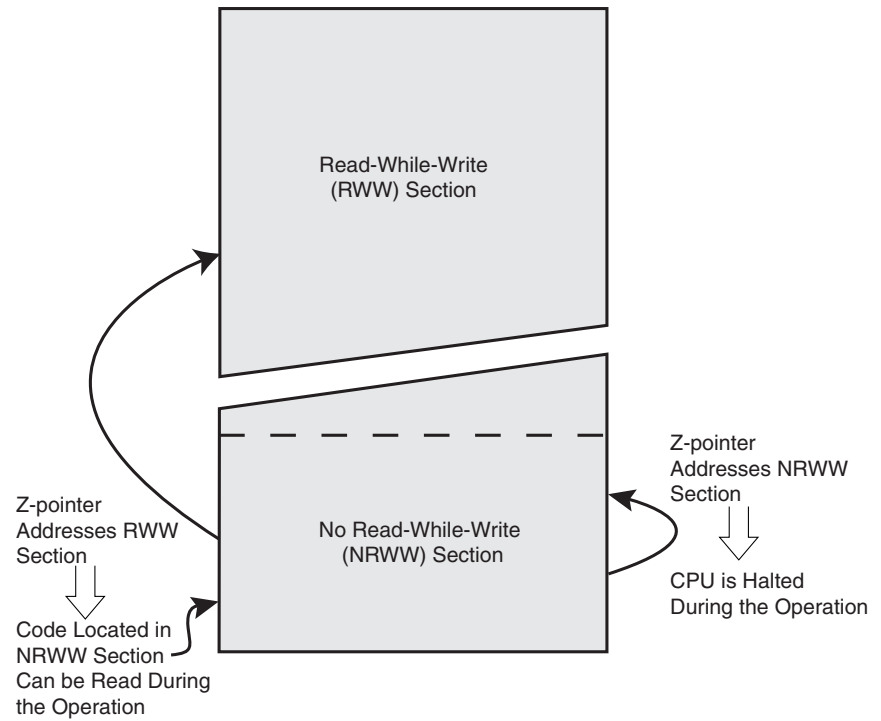 Read-While-Write
(RWW) Section
Z-pointer
Addresses NRWW
Section
Z-pointer
Addresses RWW
Section
No Read-While-Write
(NRWW) Section
CPU is Halted
During the Operation
Code Located in
NRWW Section
Can be Read During
the Operation